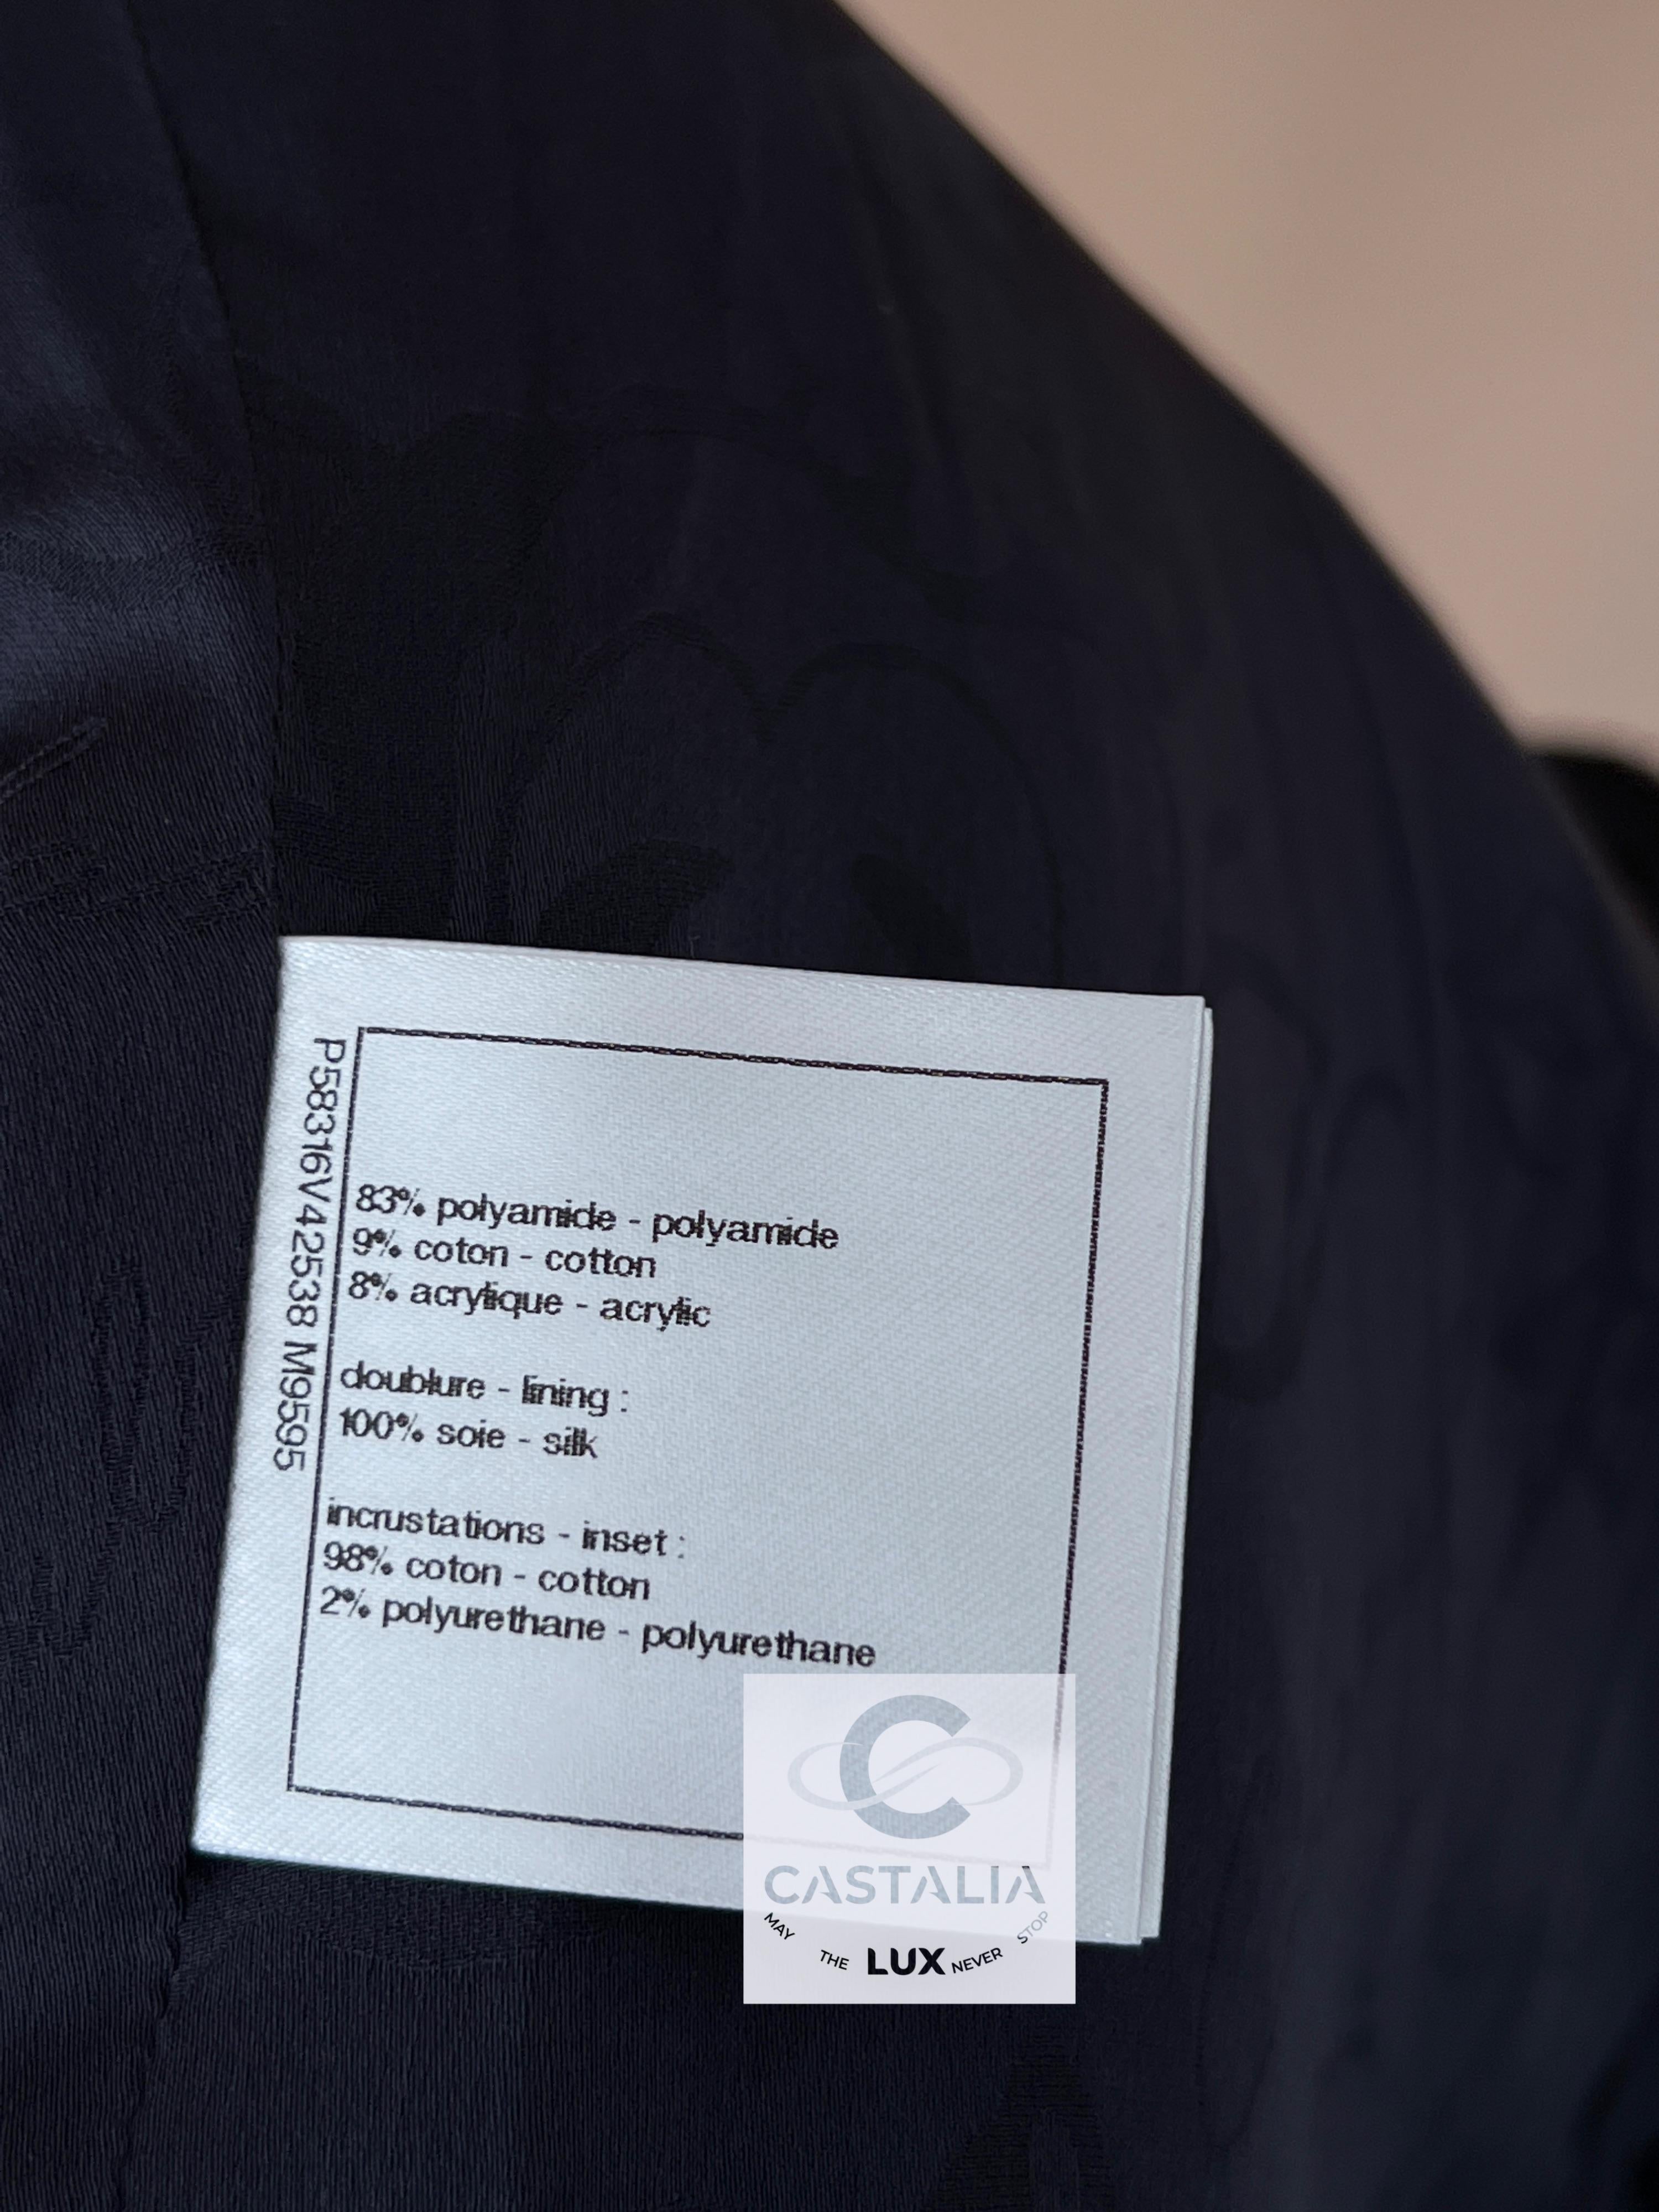 P58316V42538 M9595
83% polyamide - polyamide
9% coton - cotton
8% acrylique - acrylic
doublure - lining :
100% soie - silk
incrustations - inset :
98% coton - cotton
2% polyurethane - polyurethane
CASTALIA
MAY THE LUX NEVER STOP